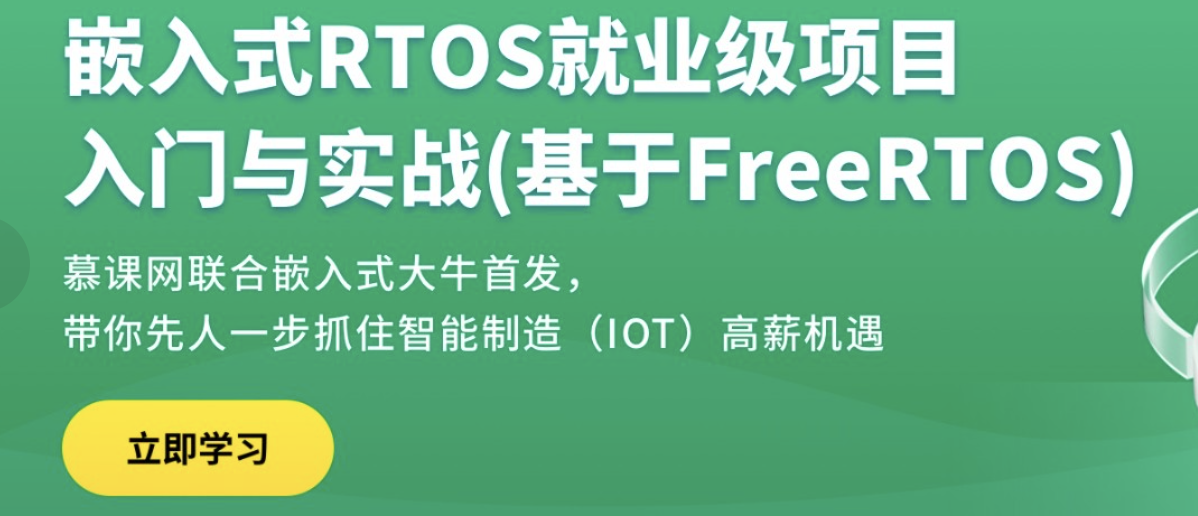 嵌入式RTOS就业级项目
入门与实战(基于FreeRTOS)
慕课网联合嵌入式大牛首发，
带你先人一步抓住智能制造（IOT）高薪机遇
立即学习